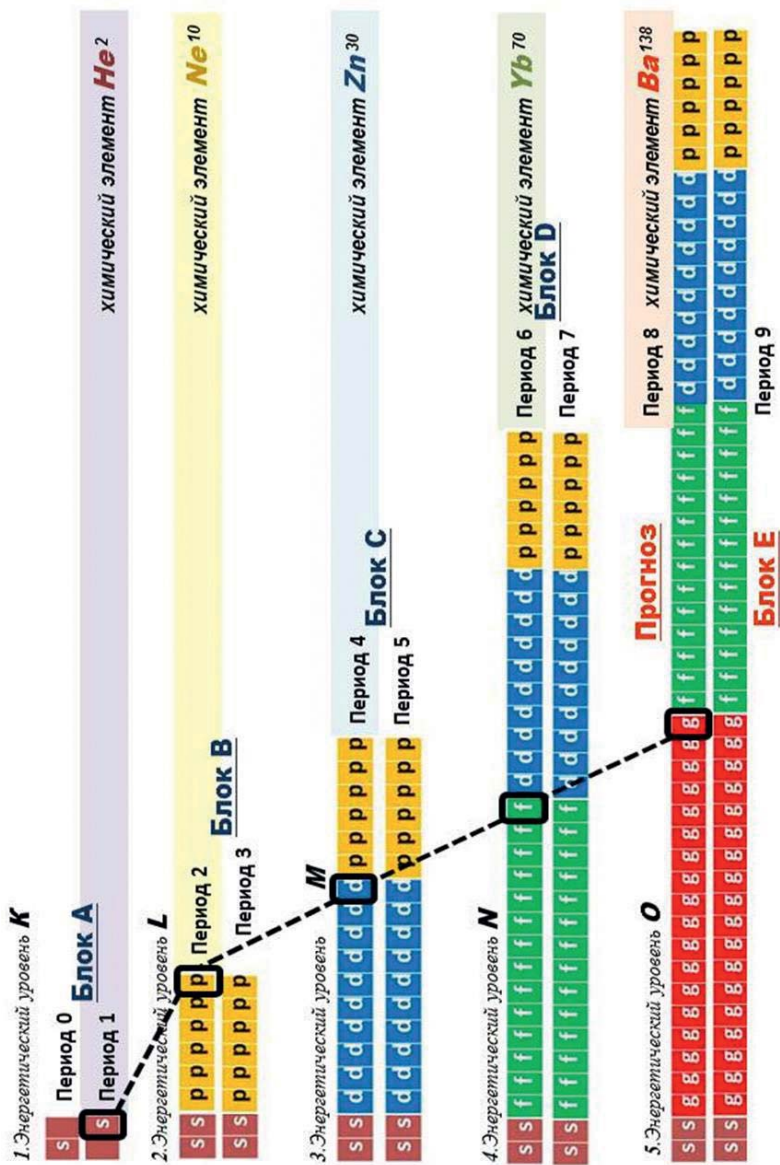 1.Энергетический уровень K
s s Период 0
Блок A
s s Период 1 химический элемент He 2
2.Энергетический уровень L
s s p p p p p p Период 2 химический элемент Ne 10
Блок B
s s p p p p p p Период 3
3.Энергетический уровень M
s s d d d d d d d d d d p p p p p p Период 4 химический элемент Zn 30
Блок C
s s d d d d d d d d d d p p p p p p Период 5
4.Энергетический уровень N
s s f f f f f f f f f f f f f f d d d d d d d d d d p p p p p p Период 6 химический элемент Yb 70
Блок D
s s f f f f f f f f f f f f f f d d d d d d d d d d p p p p p p Период 7
5.Энергетический уровень O
Прогноз
Период 8 химический элемент Ba 138
s s g g g g g g g g g g g g g g g g g g f f f f f f f f f f f f f f d d d d d d d d d d p p p p p p
s s g g g g g g g g g g g g g g g g g g f f f f f f f f f f f f f f d d d d d d d d d d p p p p p p
Блок E
Период 9